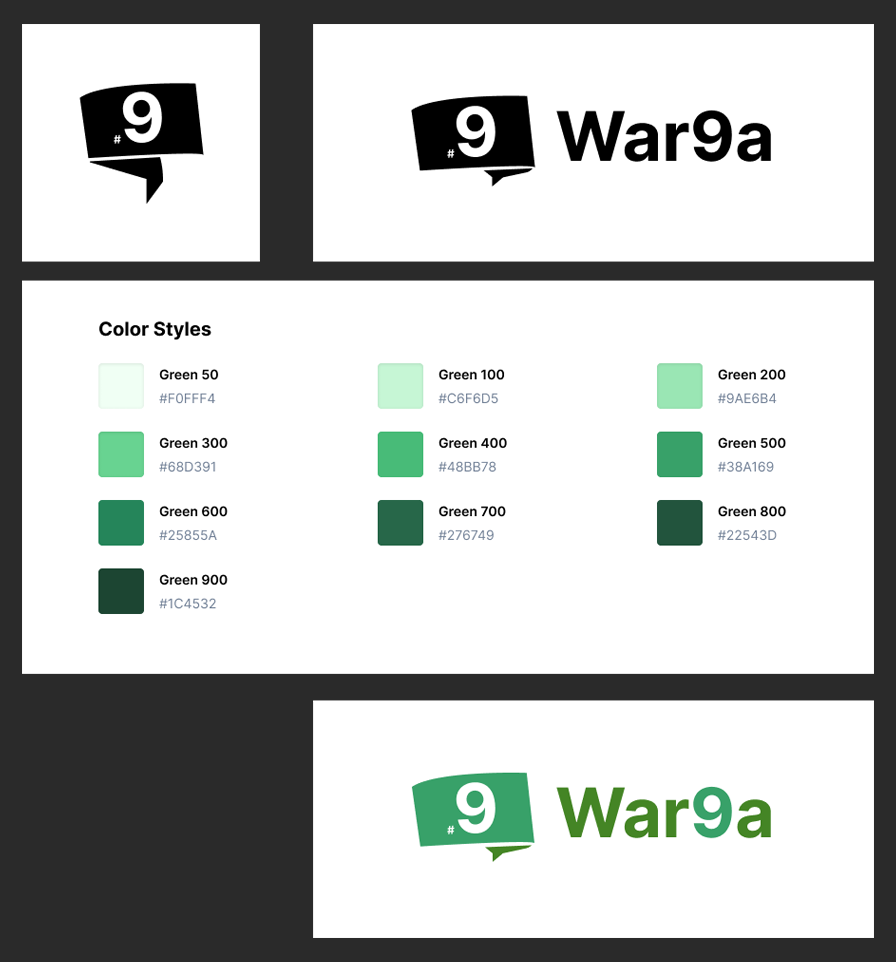 9
#
9
#
War9a
Color Styles
Green 50
#F0FFF4
Green 100
#C6F6D5
Green 200
#9AE6B4
Green 300
#68D391
Green 400
#48BB78
Green 500
#38A169
Green 600
#25855A
Green 700
#276749
Green 800
#22543D
Green 900
#1C4532
9
#
War9a